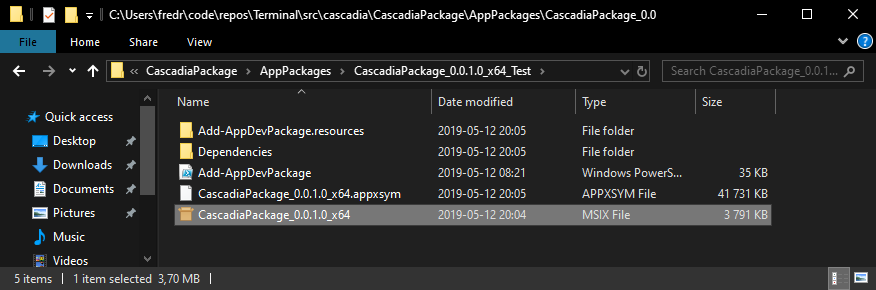 C:\Users\fredr\code\repos\Terminal\src\cascadia\CascadiaPackage\AppPackages\CascadiaPackage_0.0
File Home Share View
« CascadiaPackage > AppPackages > CascadiaPackage_0.0.1.0_x64_Test > Search CascadiaPackage_0.0.1...
Name Date modified Type Size
Quick access
Desktop
Downloads
Documents
Pictures
Music
Videos
Add-AppDevPackage.resources 2019-05-12 20:05 File folder
Dependencies 2019-05-12 20:05 File folder
Add-AppDevPackage 2019-05-12 08:21 Windows PowerS... 35 KB
CascadiaPackage_0.0.1.0_x64.appxsym 2019-05-12 20:05 APPXSYM File 41 731 KB
CascadiaPackage_0.0.1.0_x64 2019-05-12 20:04 MSIX File 3 791 KB
5 items 1 item selected 3,70 MB